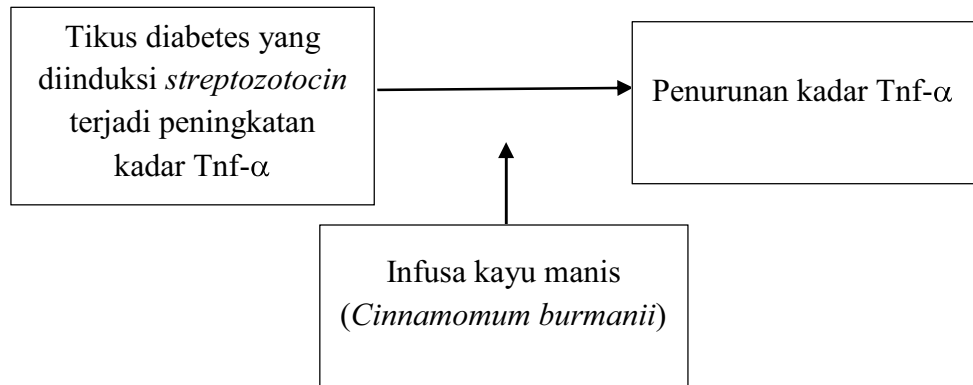 Tikus diabetes yang
diinduksi streptozotocin
terjadi peningkatan
kadar Tnf-α
Penurunan kadar Tnf-α
Infusa kayu manis
(Cinnamomum burmanii)